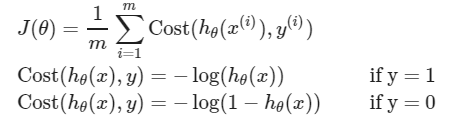 J(θ) = 1/m ∑_{i=1}^{m} Cost(h_θ(x^{(i)}), y^{(i)})
Cost(h_θ(x), y) = − log(h_θ(x)) if y = 1
Cost(h_θ(x), y) = − log(1 − h_θ(x)) if y = 0